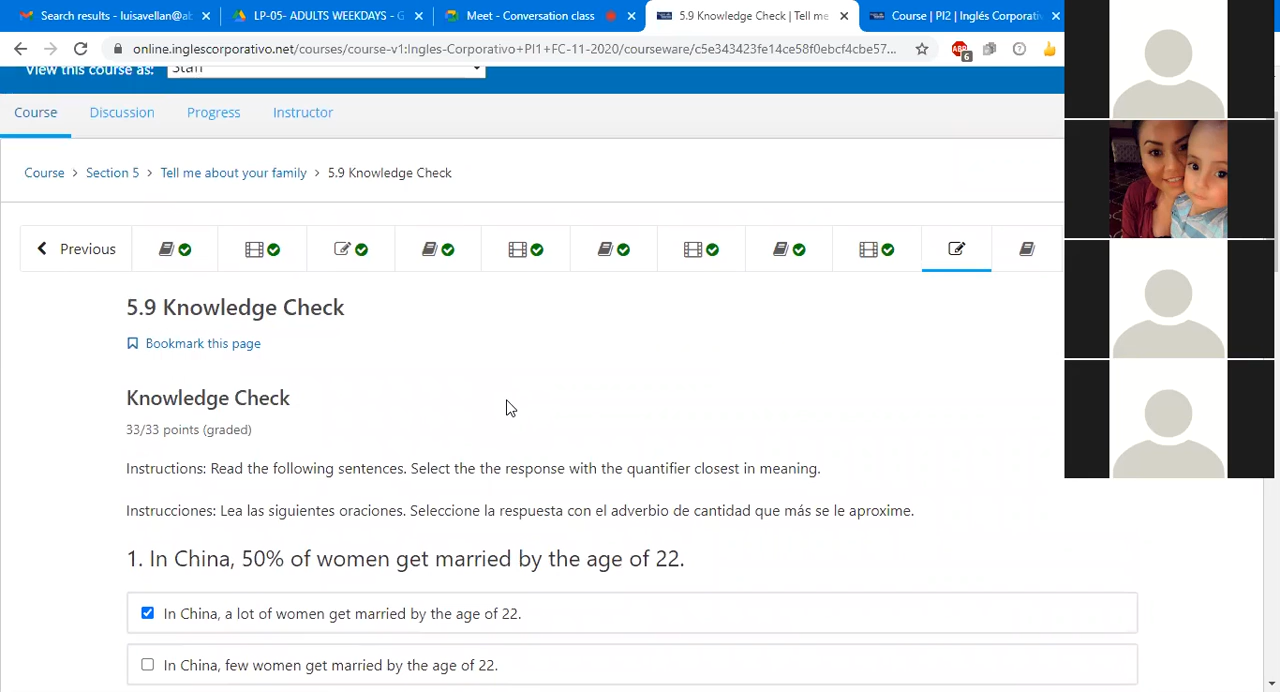 Search results - luisavellan@ab
LP-05- ADULTS WEEKDAYS - G
Meet - Conversation class
5.9 Knowledge Check | Tell me
Course | PI2 | Inglés Corporati
online.inglescorporativo.net/courses/course-v1:Ingles-Corporativo+PI1+FC-11-2020/courseware/c5e343423fe14ce58f0ebcf4cbe57...
ABP
6
View this course as:
Staff
Course
Discussion
Progress
Instructor
Course > Section 5 > Tell me about your family > 5.9 Knowledge Check
Previous
5.9 Knowledge Check
Bookmark this page
Knowledge Check
33/33 points (graded)
Instructions: Read the following sentences. Select the the response with the quantifier closest in meaning.
Instrucciones: Lea las siguientes oraciones. Seleccione la respuesta con el adverbio de cantidad que más se le aproxime.
1. In China, 50% of women get married by the age of 22.
In China, a lot of women get married by the age of 22.
In China, few women get married by the age of 22.